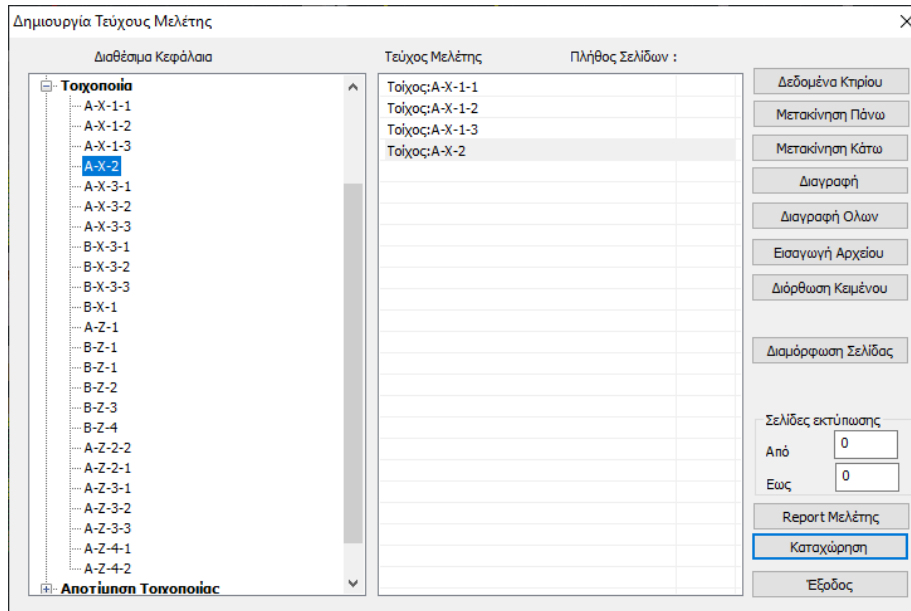 Δημιουργία Τεύχους Μελέτης
Διαθέσιμα Κεφάλαια
Τεύχος Μελέτης
Πλήθος Σελίδων :
Τοιχοποιία
A-X-1-1
A-X-1-2
A-X-1-3
A-X-2
A-X-3-1
A-X-3-2
A-X-3-3
B-X-3-1
B-X-3-2
B-X-3-3
B-X-1
A-Z-1
B-Z-1
B-Z-1
B-Z-2
B-Z-3
B-Z-4
A-Z-2-2
A-Z-2-1
A-Z-3-1
A-Z-3-2
A-Z-3-3
A-Z-4-1
A-Z-4-2
Αποτίμηση Τοιχοποιίας
Τοίχος:A-X-1-1
Τοίχος:A-X-1-2
Τοίχος:A-X-1-3
Τοίχος:A-X-2
Δεδομένα Κτιρίου
Μετακίνηση Πάνω
Μετακίνηση Κάτω
Διαγραφή
Διαγραφή Ολων
Εισαγωγή Αρχείου
Διόρθωση Κειμένου
Διαμόρφωση Σελίδας
Σελίδες εκτύπωσης
Από 0
Εως 0
Report Μελέτης
Καταχώρηση
Έξοδος